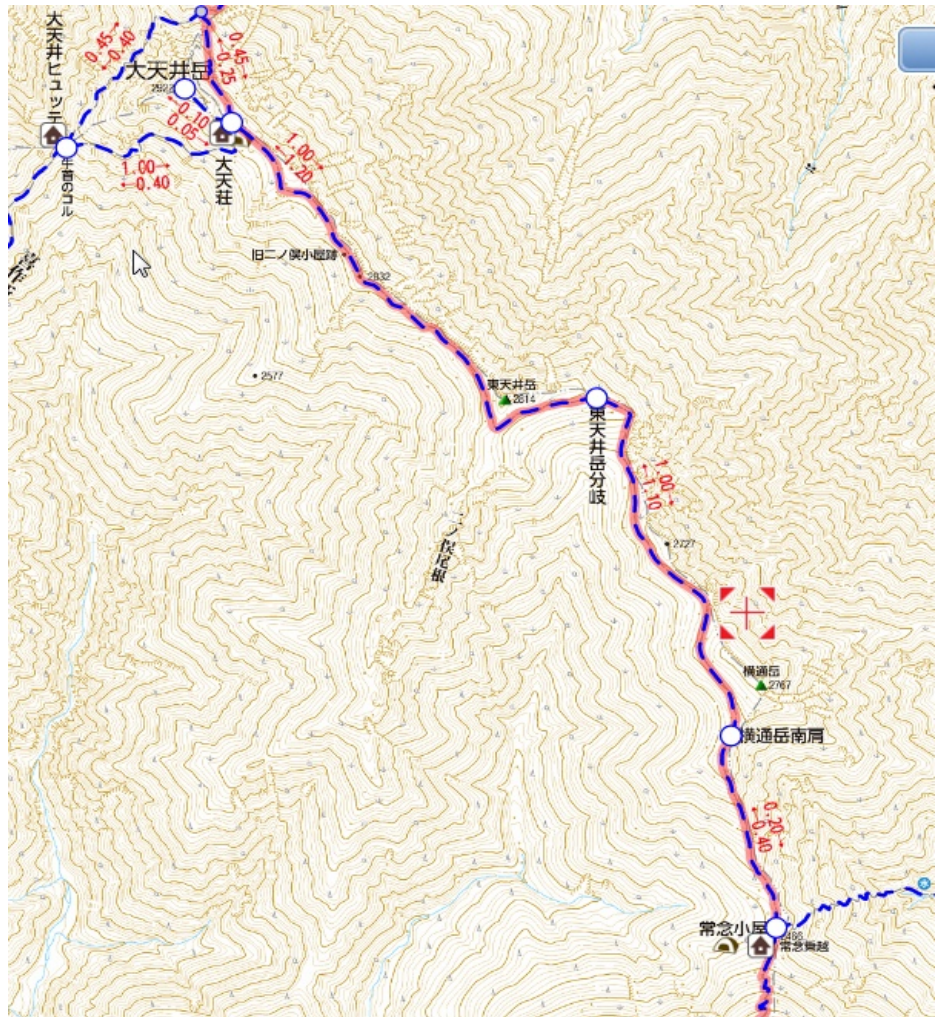 大天井ヒュッテ
0.45→
←0.40
大天井岳
0.45→
←0.25
←0.10
0.05→
大天荘
1.00→
←0.40
牛首のコル
1.00→
←1.20
旧二ノ俣小屋跡
2577
東天井岳
2814
東天井岳分岐
1.00→
←1.10
二ノ俣尾根
2727
横通岳
2767
横通岳南肩
0.20→
←0.40
常念小屋
常念乗越